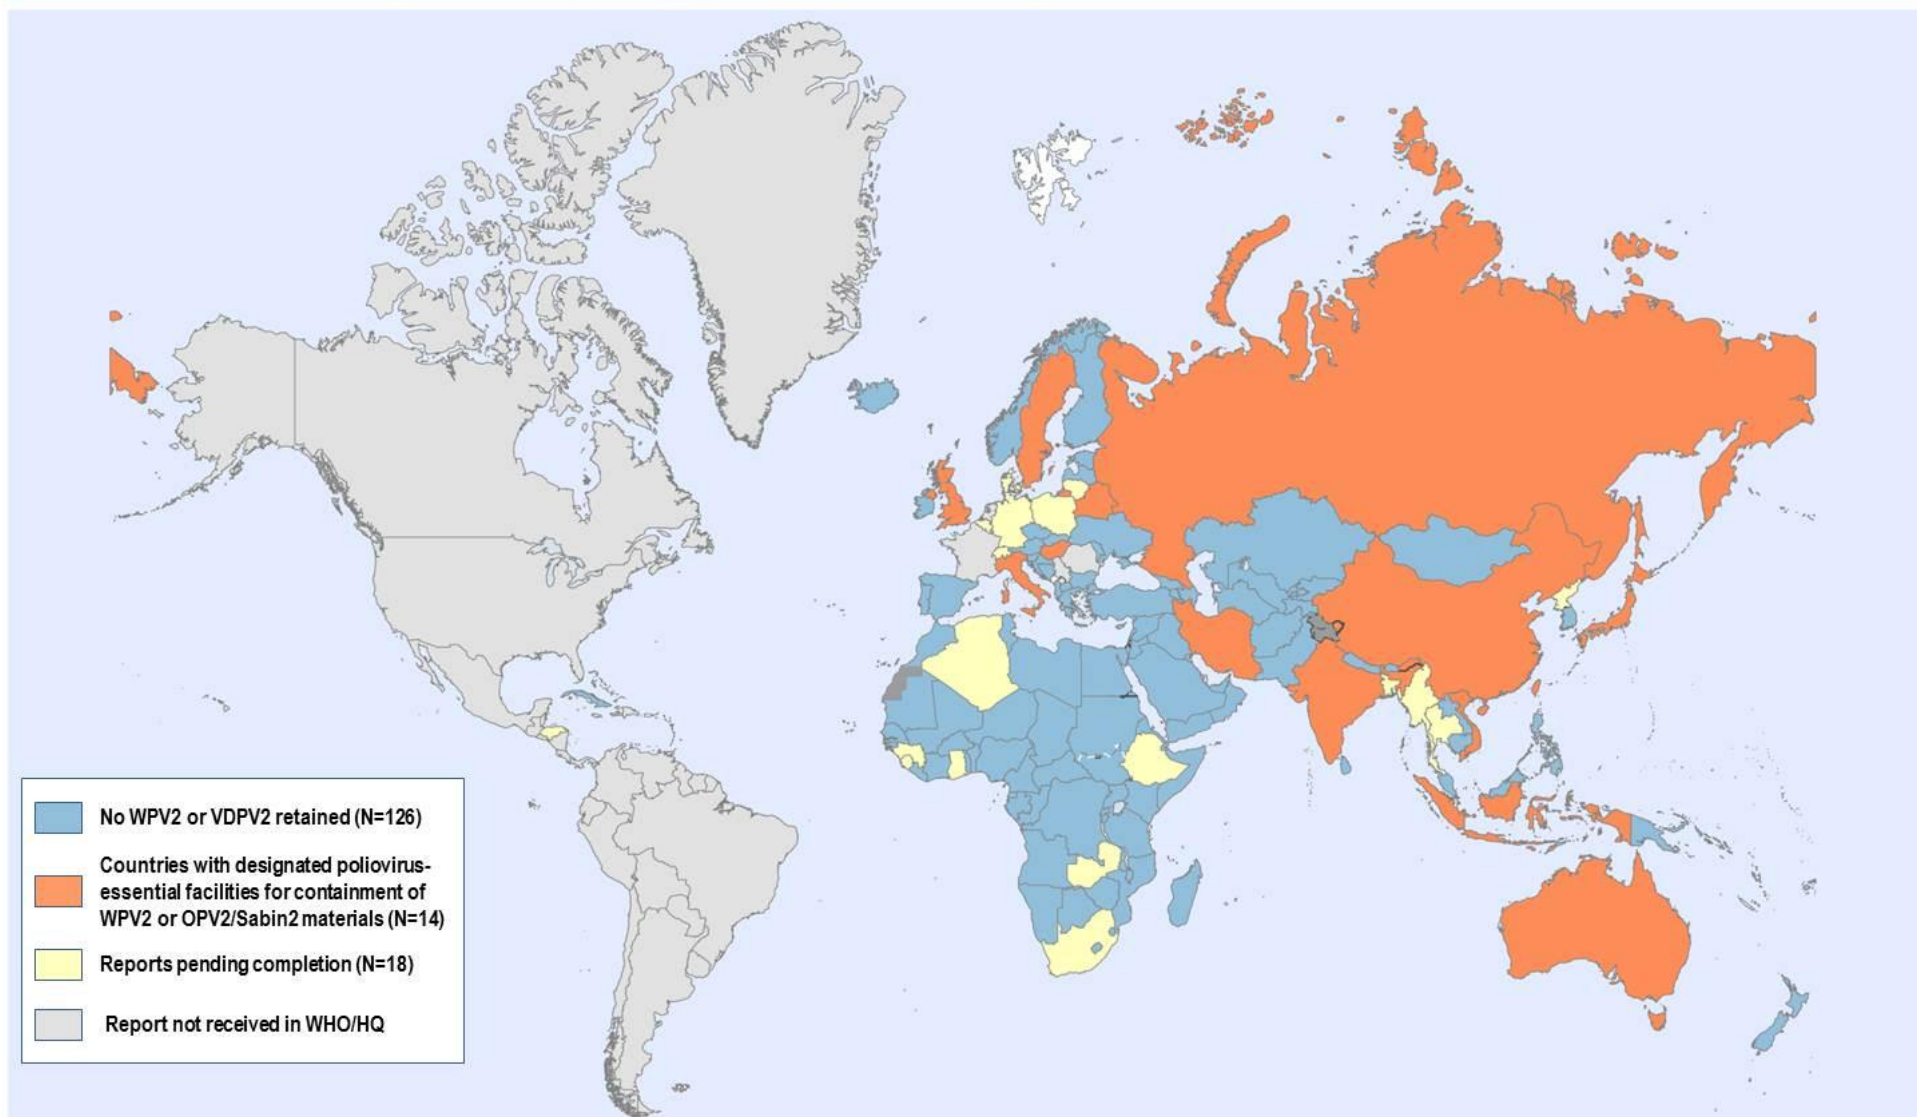 No WPV2 or VDPV2 retained (N=126)
Countries with designated poliovirus-
essential facilities for containment of
WPV2 or OPV2/Sabin2 materials (N=14)
Reports pending completion (N=18)
Report not received in WHO/HQ